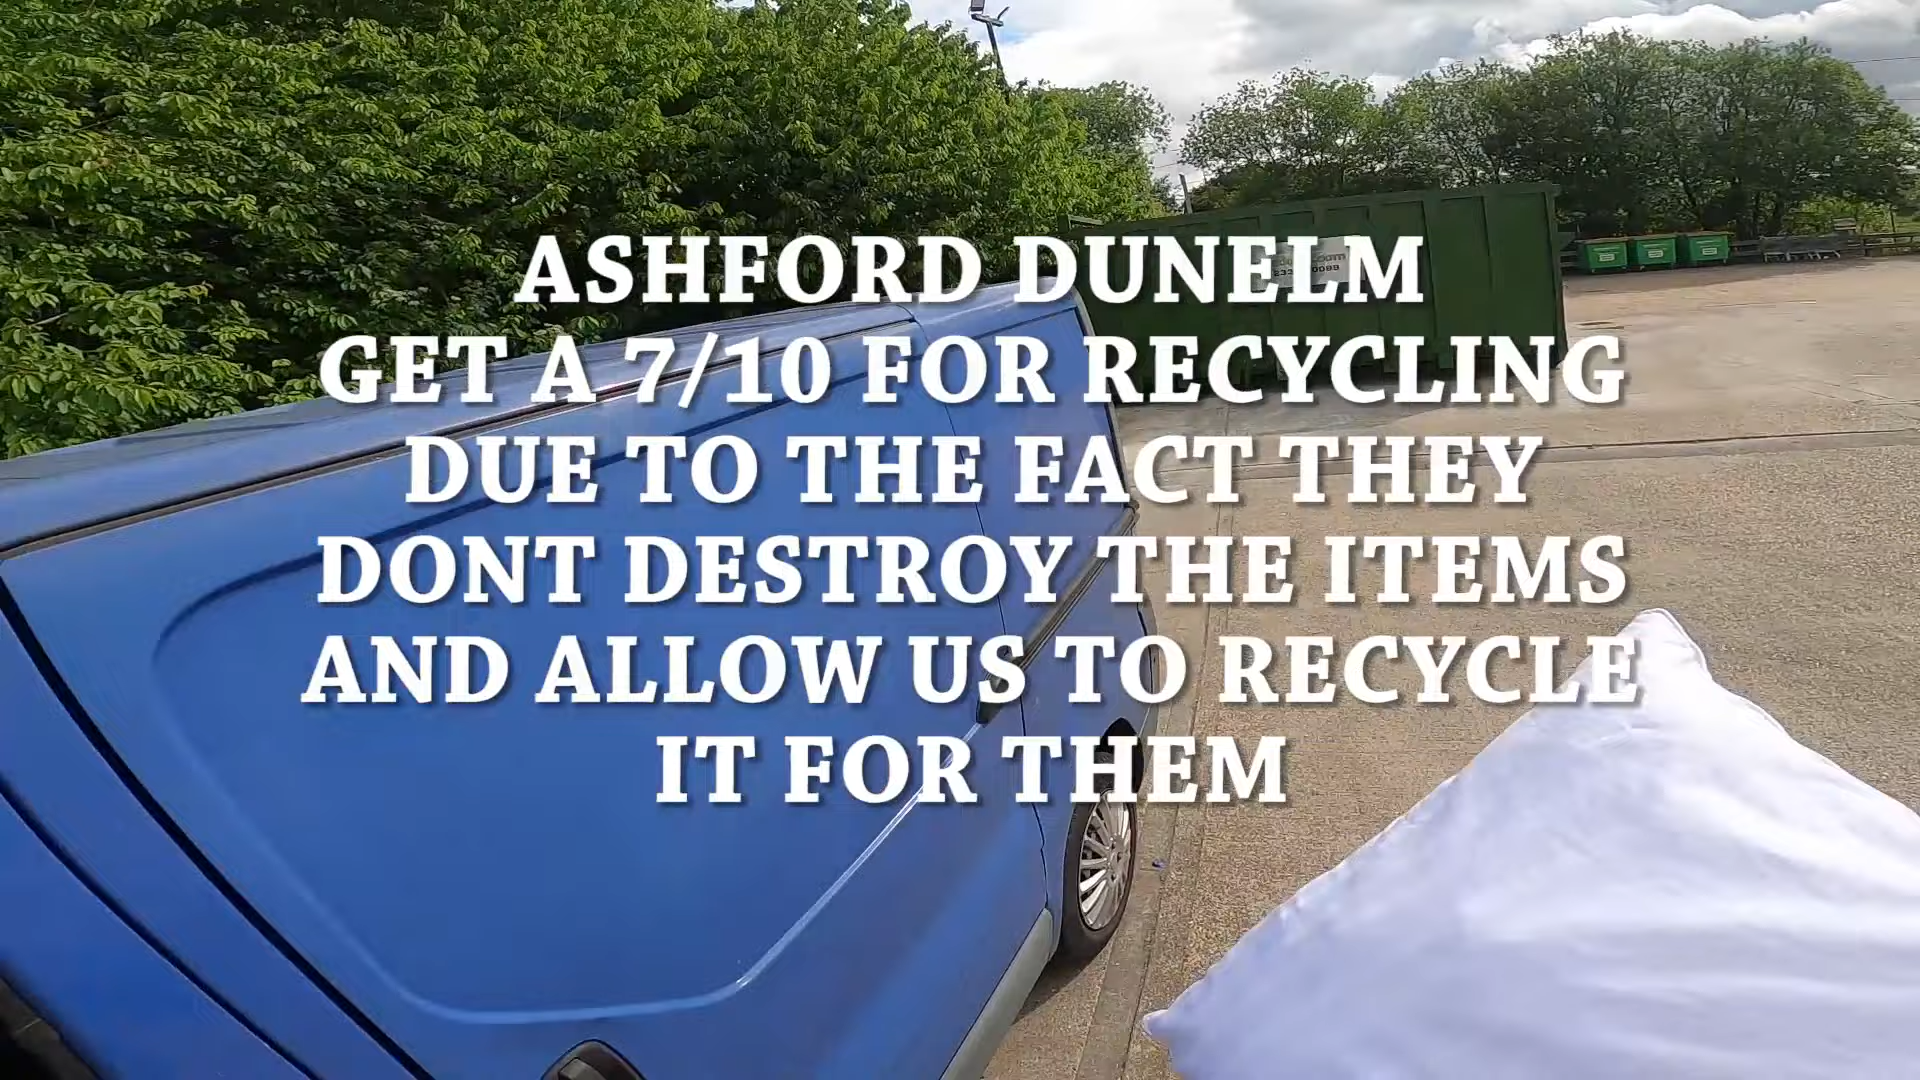 ASHFORD DUNELM
GET A 7/10 FOR RECYCLING
DUE TO THE FACT THEY
DONT DESTROY THE ITEMS
AND ALLOW US TO RECYCLE
IT FOR THEM